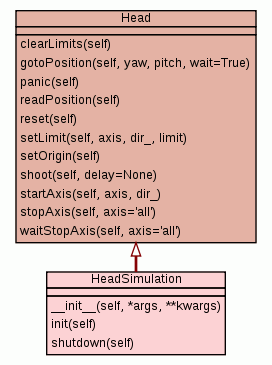 Head
clearLimits(self)
gotoPosition(self, yaw, pitch, wait=True)
panic(self)
readPosition(self)
reset(self)
setLimit(self, axis, dir_, limit)
setOrigin(self)
shoot(self, delay=None)
startAxis(self, axis, dir_)
stopAxis(self, axis='all')
waitStopAxis(self, axis='all')
HeadSimulation
__init__(self, *args, **kwargs)
init(self)
shutdown(self)